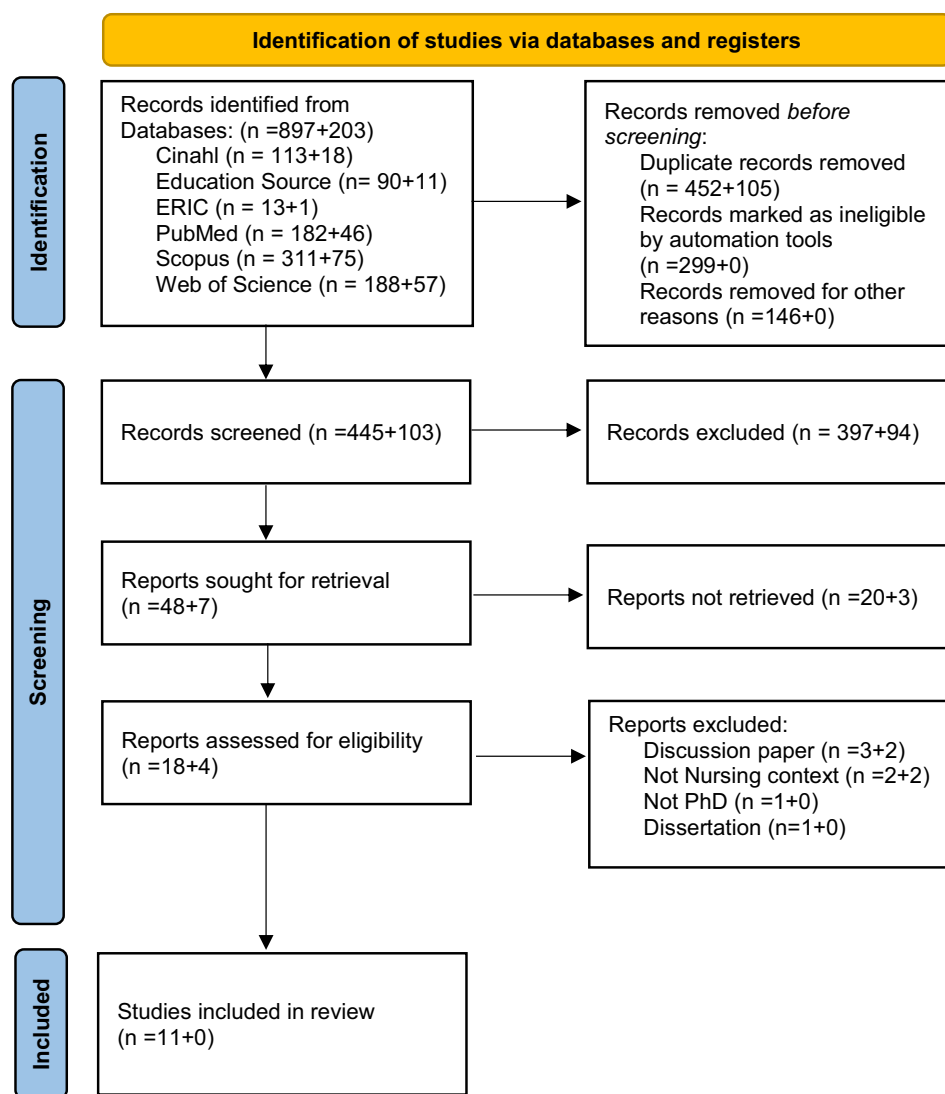 Identification of studies via databases and registers
Identification
Records identified from
Databases: (n =897+203)
Cinahl (n = 113+18)
Education Source (n= 90+11)
ERIC (n = 13+1)
PubMed (n = 182+46)
Scopus (n = 311+75)
Web of Science (n = 188+57)
Records removed before
screening:
Duplicate records removed
(n = 452+105)
Records marked as ineligible
by automation tools
(n =299+0)
Records removed for other
reasons (n =146+0)
Screening
Records screened (n =445+103)
Records excluded (n = 397+94)
Reports sought for retrieval
(n =48+7)
Reports not retrieved (n =20+3)
Reports assessed for eligibility
(n =18+4)
Reports excluded:
Discussion paper (n =3+2)
Not Nursing context (n =2+2)
Not PhD (n =1+0)
Dissertation (n=1+0)
Included
Studies included in review
(n =11+0)